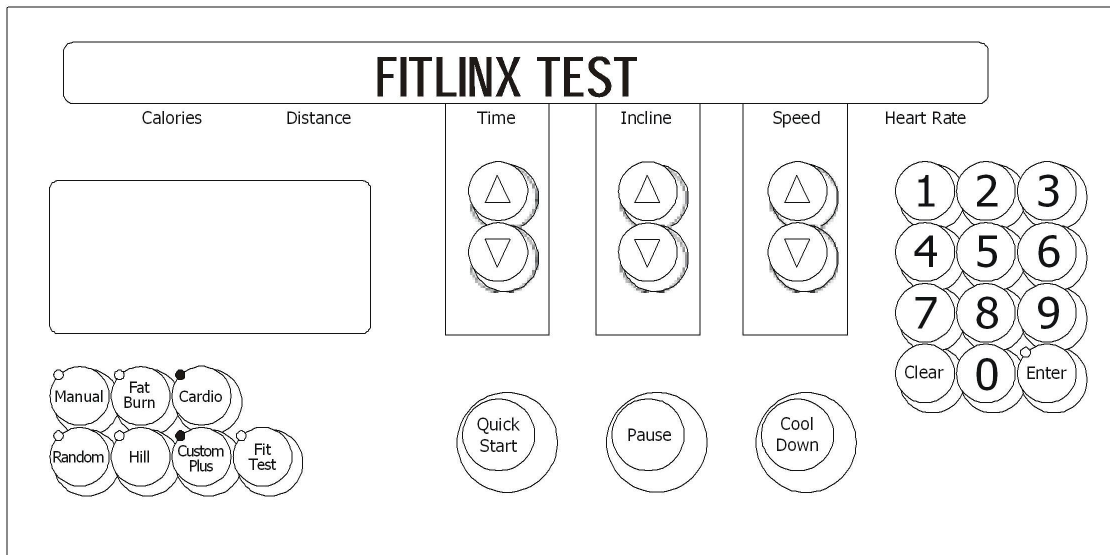 FITLINX TEST
Calories Distance Time Incline Speed Heart Rate
1 2 3
4 5 6
7 8 9
Clear 0 Enter
Manual Fat Burn Cardio
Random Hill Custom Plus Fit Test
Quick Start
Pause
Cool Down